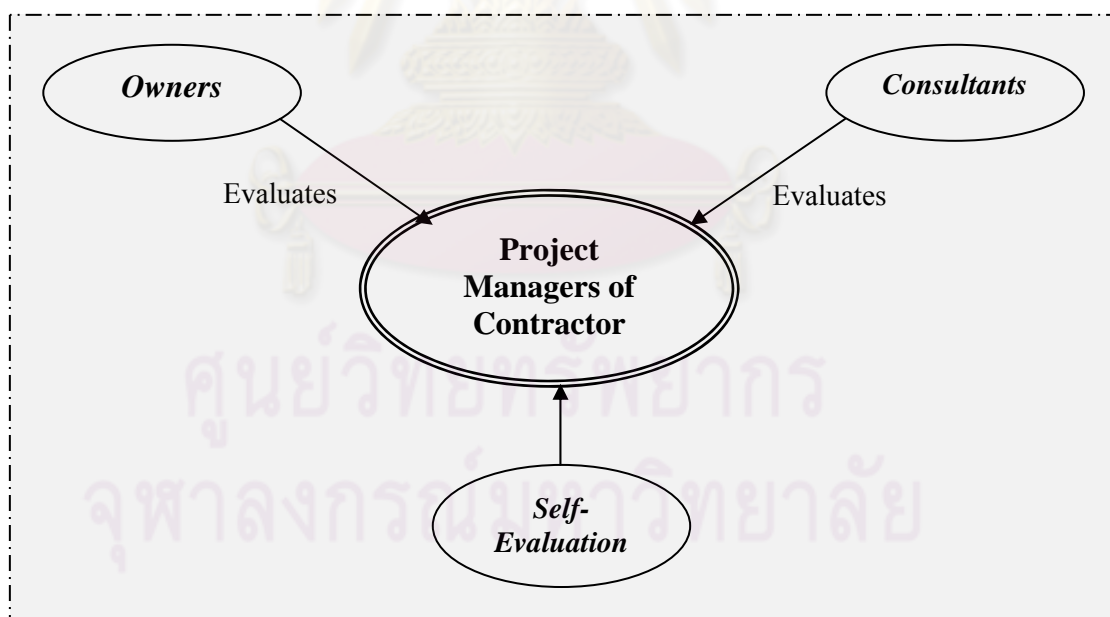 Owners
Consultants
Evaluates
Evaluates
Project
Managers of
Contractor
ศูนย์วิทยทรัพยากร
จุฬาลงกรณ์มหาวิทยาลัย
Self-
Evaluation